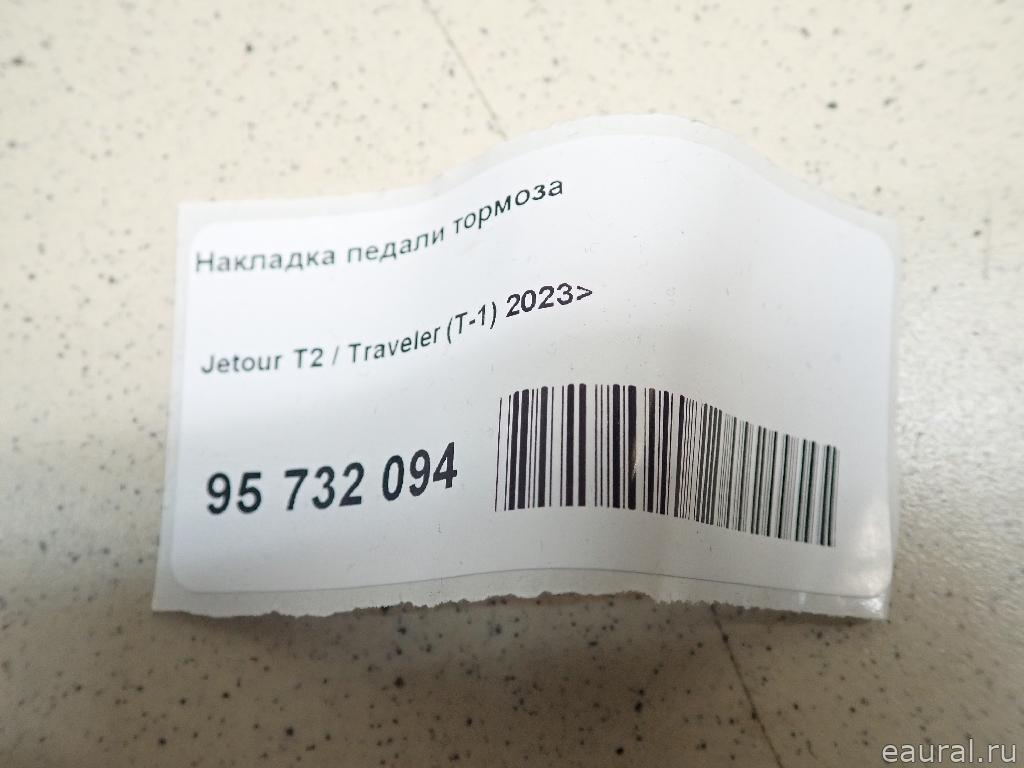 Накладка педали тормоза
Jetour T2 / Traveler (T-1) 2023>
95 732 094
eaural.ru